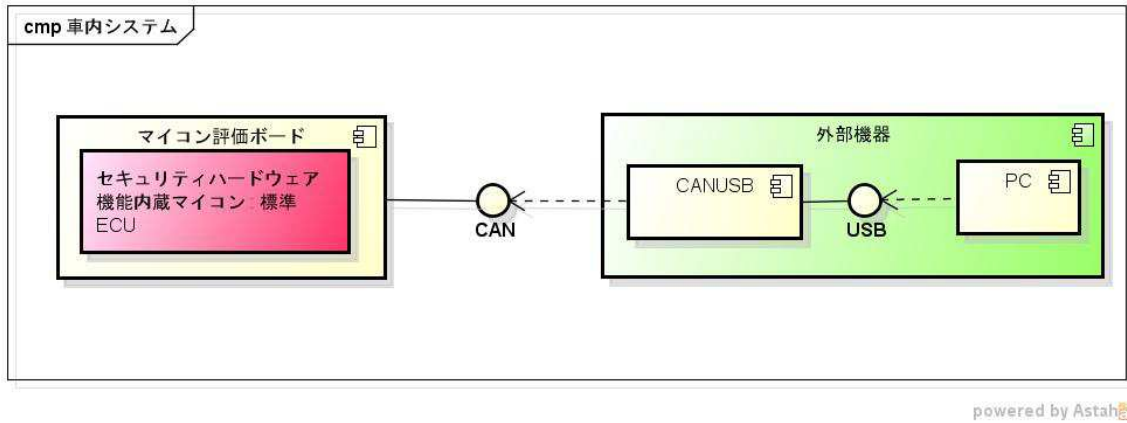 cmp 車内システム
マイコン評価ボード
セキュリティハードウェア
機能内蔵マイコン : 標準
ECU
CAN
外部機器
CANUSB
USB
PC
powered by Astah